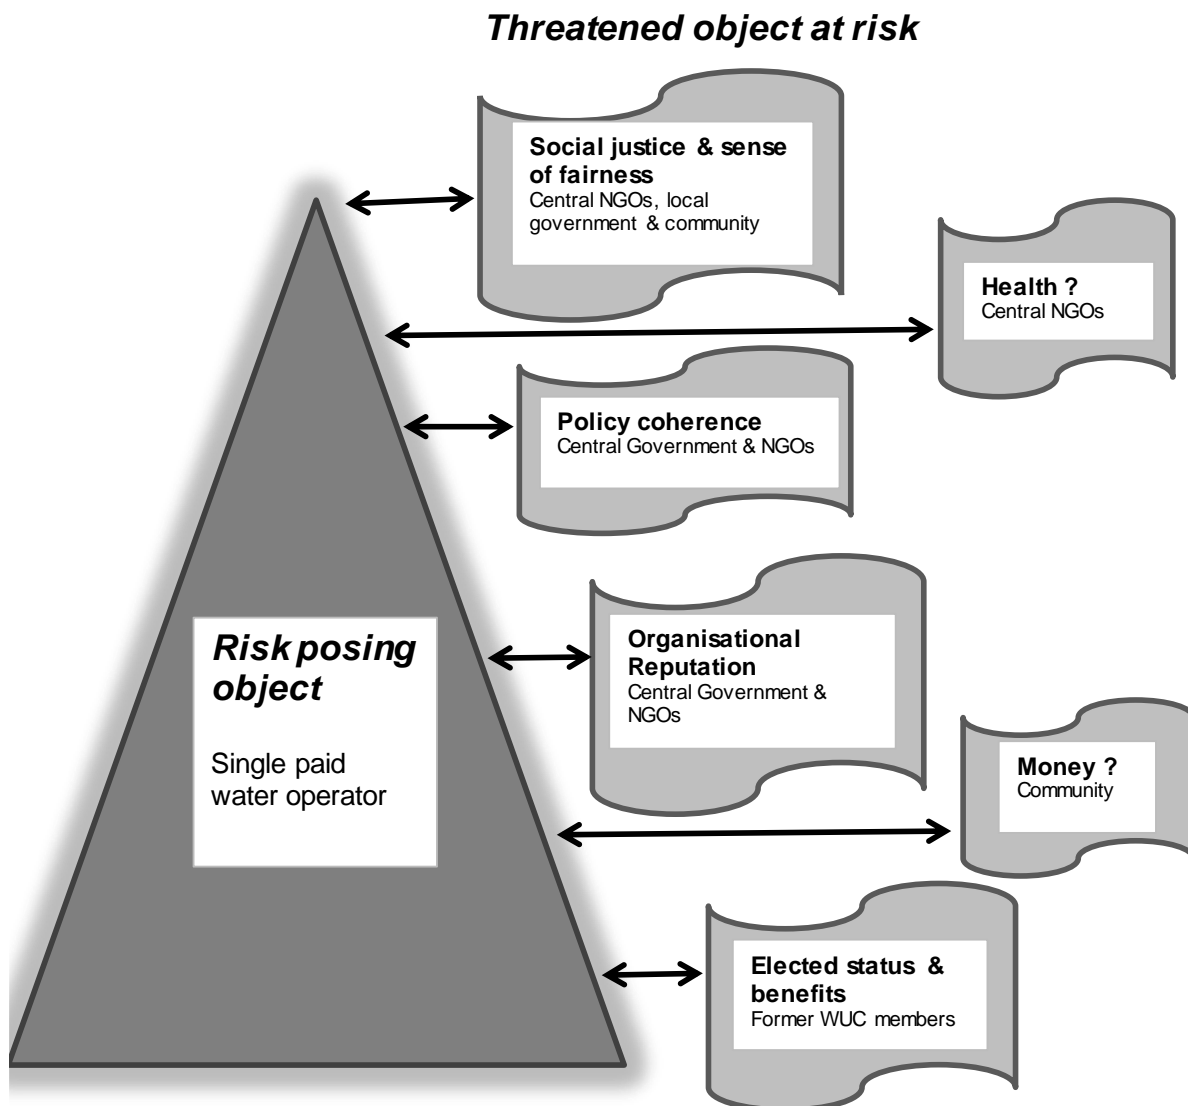 Threatened object at risk
Social justice & sense
of fairness
Central NGOs, local
government & community
Health ?
Central NGOs
Policy coherence
Central Government & NGOs
Risk posing
object
Single paid
water operator
Organisational
Reputation
Central Government &
NGOs
Money ?
Community
Elected status &
benefits
Former WUC members